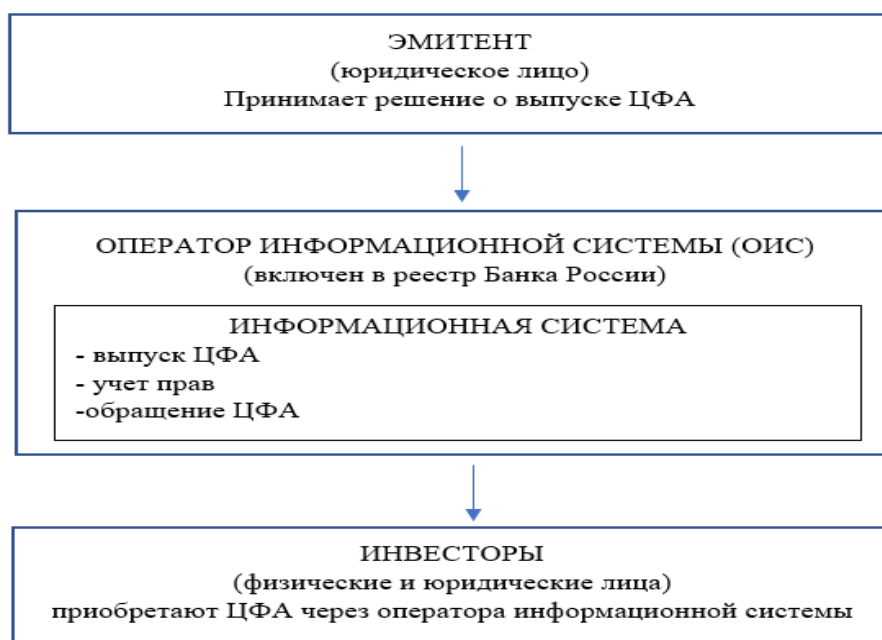 ЭМИТЕНТ
(юридическое лицо)
Принимает решение о выпуске ЦФА
ОПЕРАТОР ИНФОРМАЦИОННОЙ СИСТЕМЫ (ОИС)
(включен в реестр Банка России)
ИНФОРМАЦИОННАЯ СИСТЕМА
- выпуск ЦФА
- учет прав
-обращение ЦФА
ИНВЕСТОРЫ
(физические и юридические лица)
приобретают ЦФА через оператора информационной системы